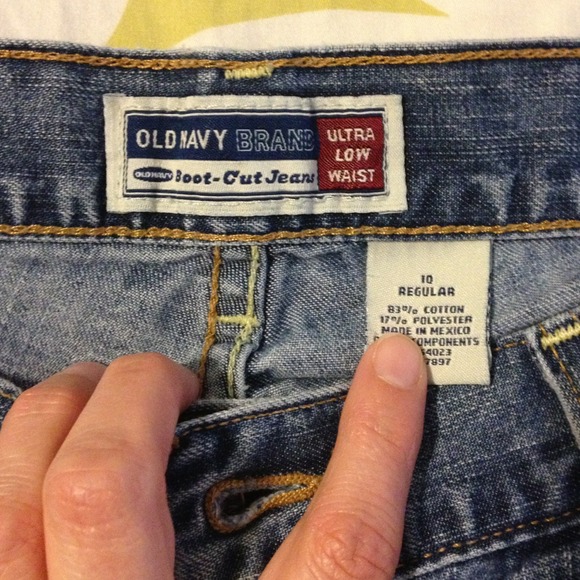 OLD NAVY BRAND
OLD NAVY Boot-Cut Jeans
ULTRA
LOW
WAIST
10
REGULAR
83% COTTON
17% POLYESTER
MADE IN MEXICO
COMPONENTS